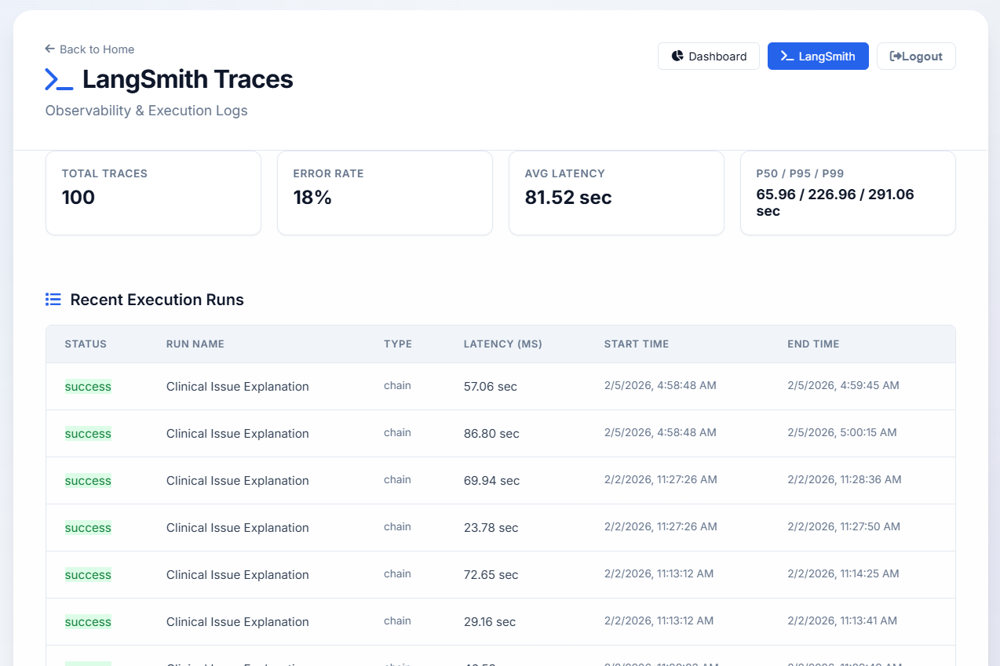 Back to Home
Dashboard
LangSmith
Logout
LangSmith Traces
Observability & Execution Logs
TOTAL TRACES
100
ERROR RATE
18%
AVG LATENCY
81.52 sec
P50 / P95 / P99
65.96 / 226.96 / 291.06
sec
Recent Execution Runs
STATUS RUN NAME TYPE LATENCY (MS) START TIME END TIME
success Clinical Issue Explanation chain 57.06 sec 2/5/2026, 4:58:48 AM 2/5/2026, 4:59:45 AM
success Clinical Issue Explanation chain 86.80 sec 2/5/2026, 4:58:48 AM 2/5/2026, 5:00:15 AM
success Clinical Issue Explanation chain 69.94 sec 2/2/2026, 11:27:26 AM 2/2/2026, 11:28:36 AM
success Clinical Issue Explanation chain 23.78 sec 2/2/2026, 11:27:26 AM 2/2/2026, 11:27:50 AM
success Clinical Issue Explanation chain 72.65 sec 2/2/2026, 11:13:12 AM 2/2/2026, 11:14:25 AM
success Clinical Issue Explanation chain 29.16 sec 2/2/2026, 11:13:12 AM 2/2/2026, 11:13:41 AM